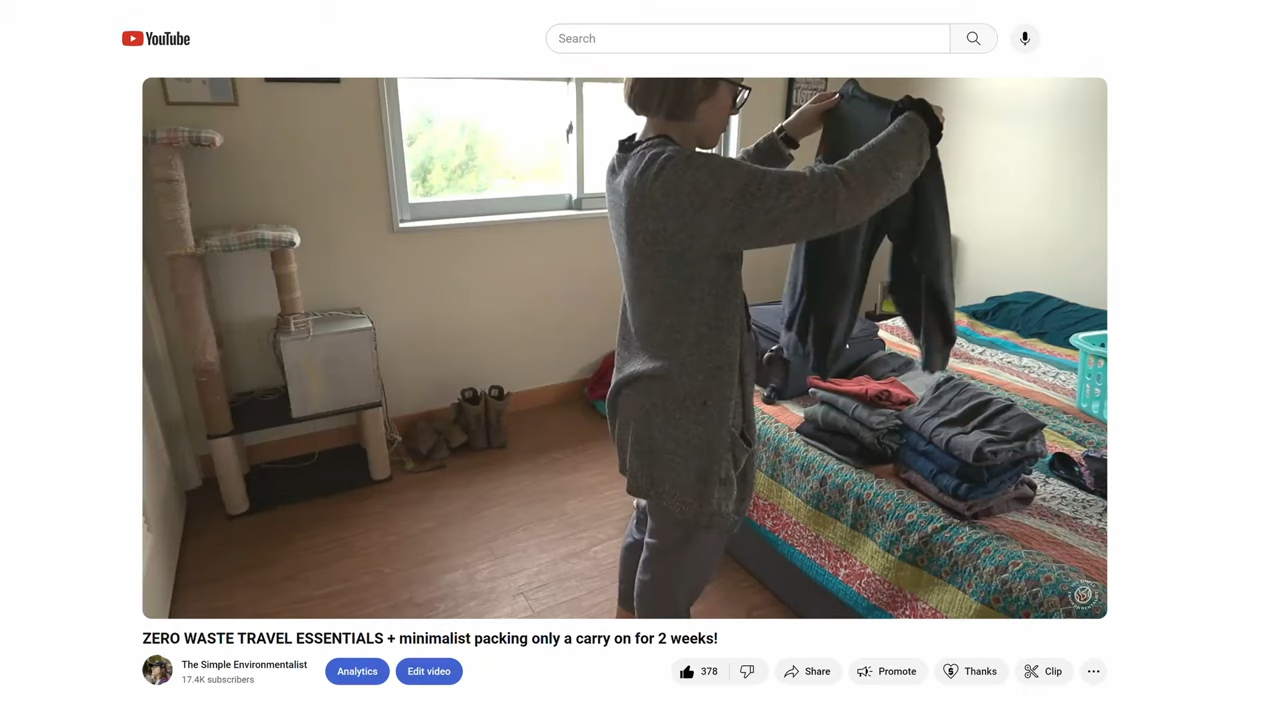 YouTube
Search
LISTE
ZERO WASTE TRAVEL ESSENTIALS + minimalist packing only a carry on for 2 weeks!
The Simple Environmentalist
17.4K subscribers
Analytics
Edit video
378
Share
Promote
Thanks
Clip